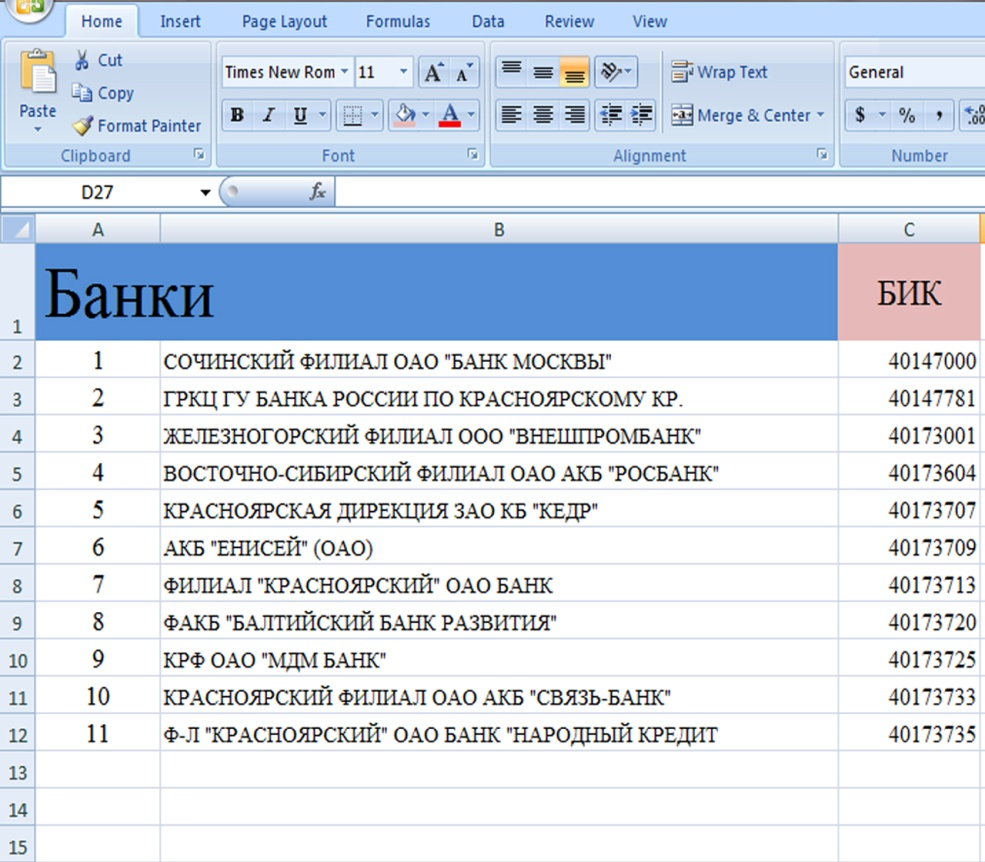 Home Insert Page Layout Formulas Data Review View
Paste
Cut
Copy
Format Painter
Clipboard
Times New Rom 11 A A
B I U A
Font
Wrap Text
Merge & Center
Alignment
General
$ % , .00
Number
D27 fx
A B C
1 Банки БИК
2 1 СОЧИНСКИЙ ФИЛИАЛ ОАО "БАНК МОСКВЫ" 40147000
3 2 ГРКЦ ГУ БАНКА РОССИИ ПО КРАСНОЯРСКОМУ КР. 40147781
4 3 ЖЕЛЕЗНОГОРСКИЙ ФИЛИАЛ ООО "ВНЕШПРОМБАНК" 40173001
5 4 ВОСТОЧНО-СИБИРСКИЙ ФИЛИАЛ ОАО АКБ "РОСБАНК" 40173604
6 5 КРАСНОЯРСКАЯ ДИРЕКЦИЯ ЗАО КБ "КЕДР" 40173707
7 6 АКБ "ЕНИСЕЙ" (ОАО) 40173709
8 7 ФИЛИАЛ "КРАСНОЯРСКИЙ" ОАО БАНК 40173713
9 8 ФАКБ "БАЛТИЙСКИЙ БАНК РАЗВИТИЯ" 40173720
10 9 КРФ ОАО "МДМ БАНК" 40173725
11 10 КРАСНОЯРСКИЙ ФИЛИАЛ ОАО АКБ "СВЯЗЬ-БАНК" 40173733
12 11 Ф-Л "КРАСНОЯРСКИЙ" ОАО БАНК "НАРОДНЫЙ КРЕДИТ 40173735
13
14
15